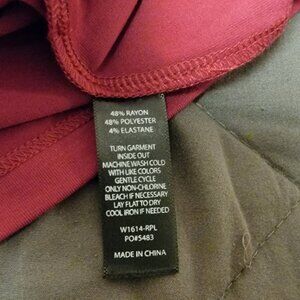 48% RAYON
48% POLYESTER
4% ELASTANE
TURN GARMENT
INSIDE OUT
MACHINE WASH COLD
WITH LIKE COLORS
GENTLE CYCLE
ONLY NON-CHLORINE
BLEACH IF NECESSARY
LAY FLAT TO DRY
COOL IRON IF NEEDED
W1614-RPL
PO#5483
MADE IN CHINA